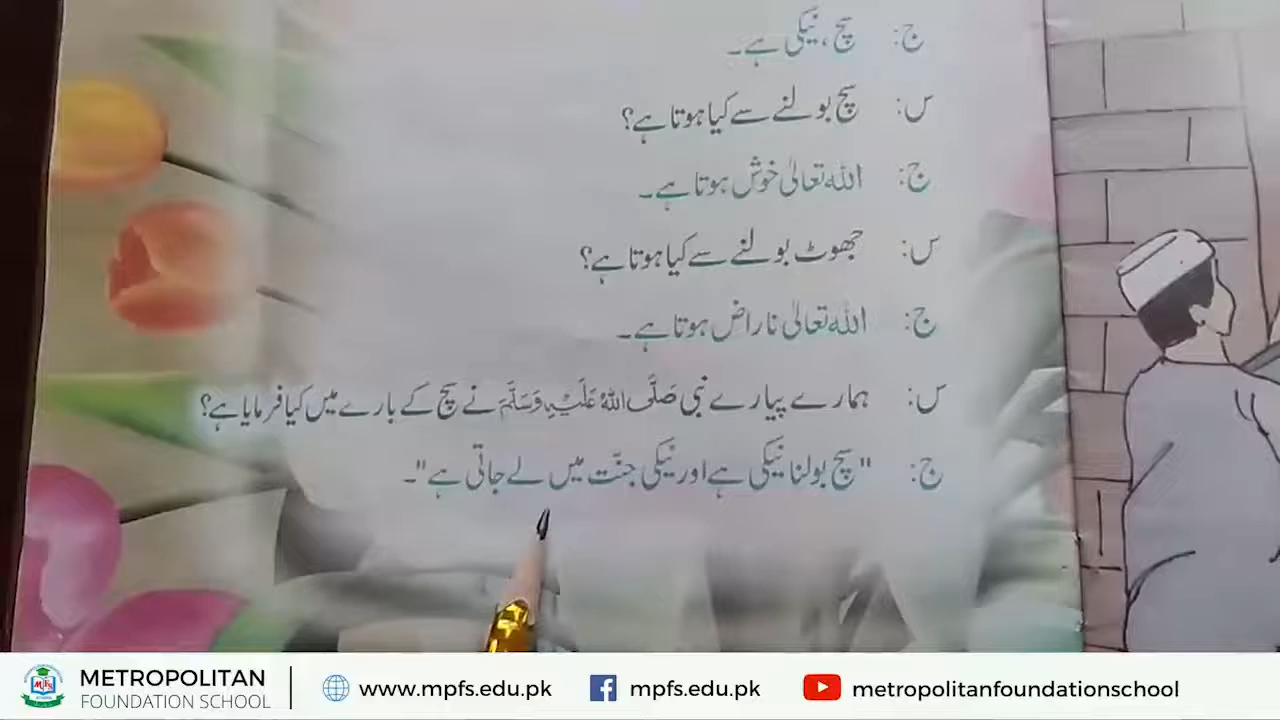 ج: سچ، نیکی ہے۔
س: سچ بولنے سے کیا ہوتا ہے؟
ج: اللہ تعالیٰ خوش ہوتا ہے۔
س: جھوٹ بولنے سے کیا ہوتا ہے؟
ج: اللہ تعالیٰ ناراض ہوتا ہے۔
س: ہمارے پیارے نبی صَلَّی اللہُ عَلَیْہِ وَسَلَّمَ نے سچ کے بارے میں کیا فرمایا ہے؟
ج: "سچ بولنا نیکی ہے اور نیکی جنّت میں لے جاتی ہے"۔
METROPOLITAN
FOUNDATION SCHOOL
www.mpfs.edu.pk
mpfs.edu.pk
metropolitanfoundationschool